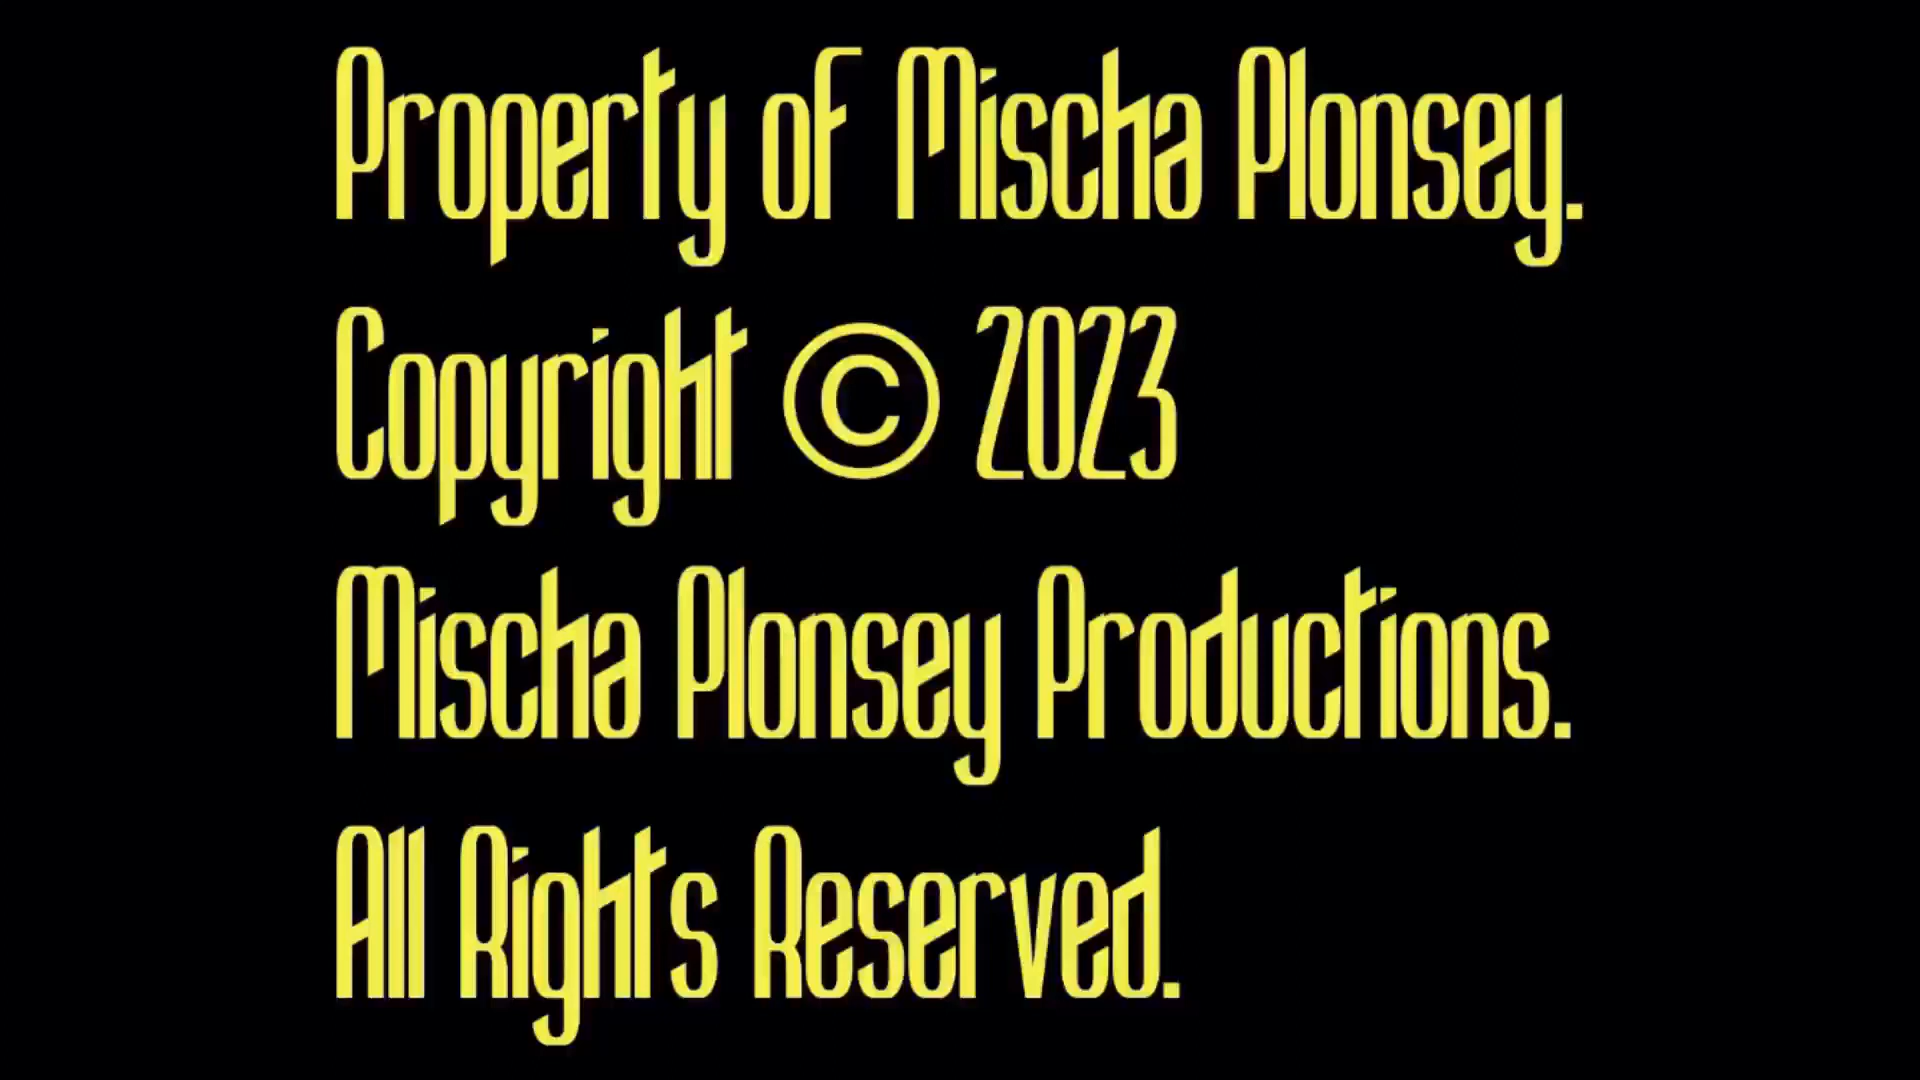 Property of Mischa Plonsey.
Copyright © 2023
Mischa Plonsey Productions.
All Rights Reserved.